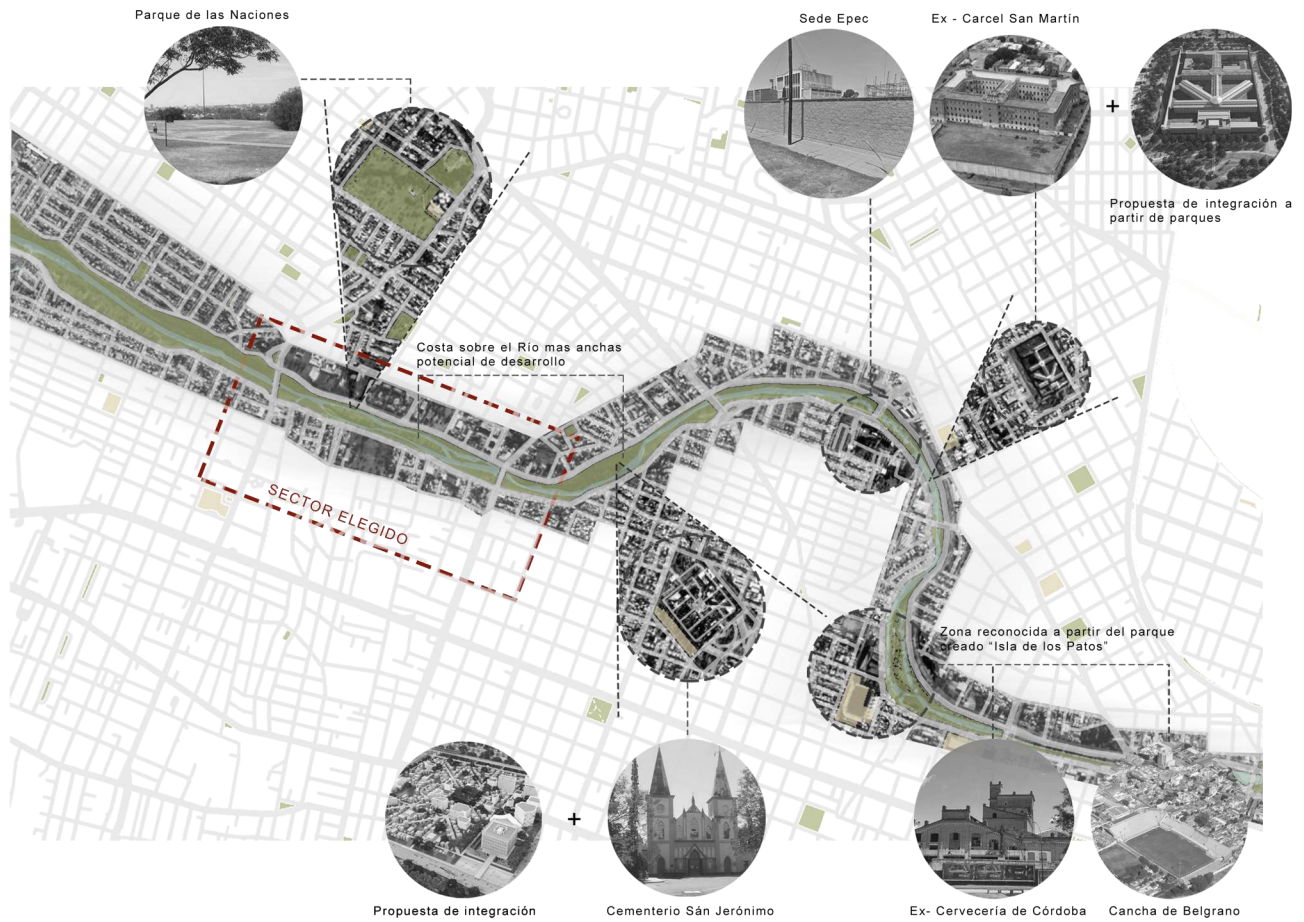 Parque de las Naciones
Sede Epec
Ex - Carcel San Martín
+
Propuesta de integración a
partir de parques
Costa sobre el Río mas anchas
potencial de desarrollo
SECTOR ELEGIDO
Zona reconocida a partir del parque
creado “Isla de los Patos”
+
Propuesta de integración
Cementerio Sán Jerónimo
Ex- Cervecería de Córdoba
Cancha de Belgrano